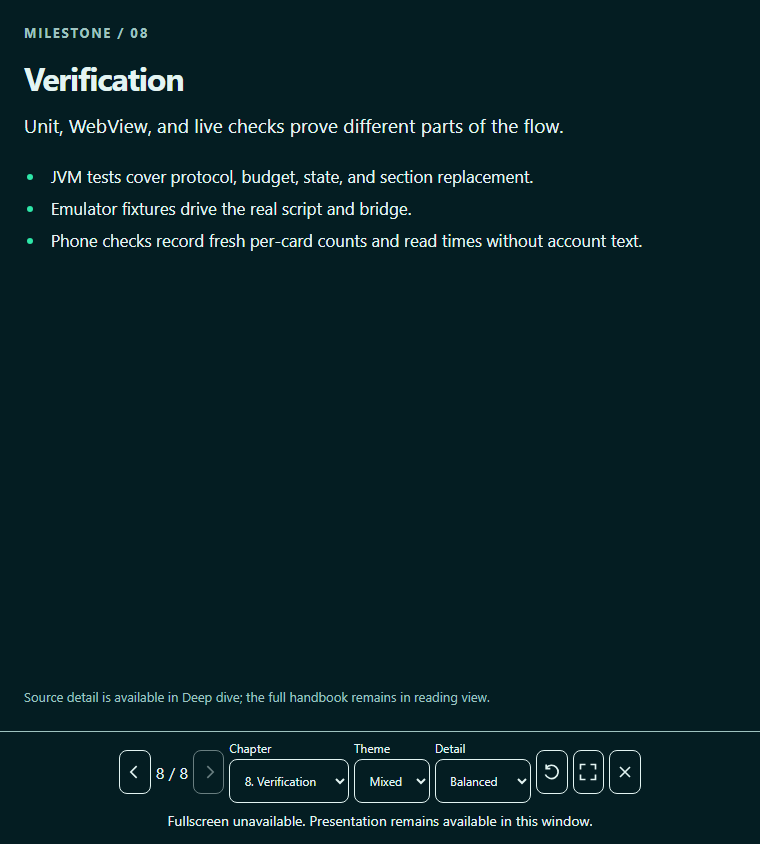 MILESTONE / 08
Verification
Unit, WebView, and live checks prove different parts of the flow.
• JVM tests cover protocol, budget, state, and section replacement.
• Emulator fixtures drive the real script and bridge.
• Phone checks record fresh per-card counts and read times without account text.
Source detail is available in Deep dive; the full handbook remains in reading view.
Chapter Theme Detail
8 / 8 8. Verification Mixed Balanced
Fullscreen unavailable. Presentation remains available in this window.